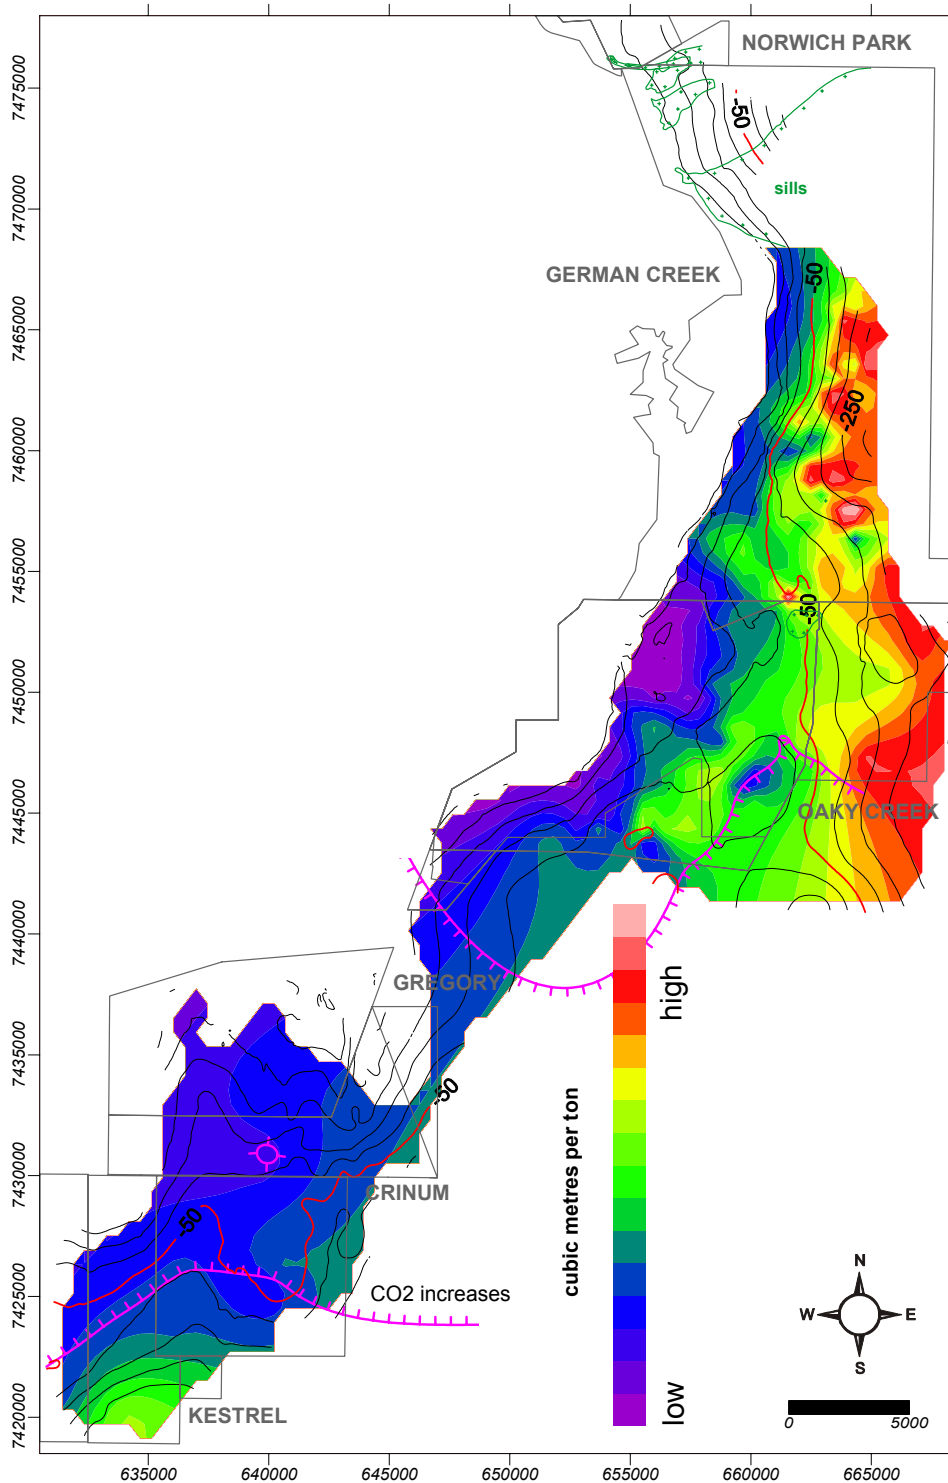 NORWICH PARK
-50
sills
GERMAN CREEK
-50
-250
-50
OAKY CREEK
GREGORY
-50
CRINUM
-50
CO2 increases
KESTREL
cubic metres per ton
high
low
N
W
E
S
0
5000
7475000
7470000
7465000
7460000
7455000
7450000
7445000
7440000
7435000
7430000
7425000
7420000
635000
640000
645000
650000
655000
660000
665000